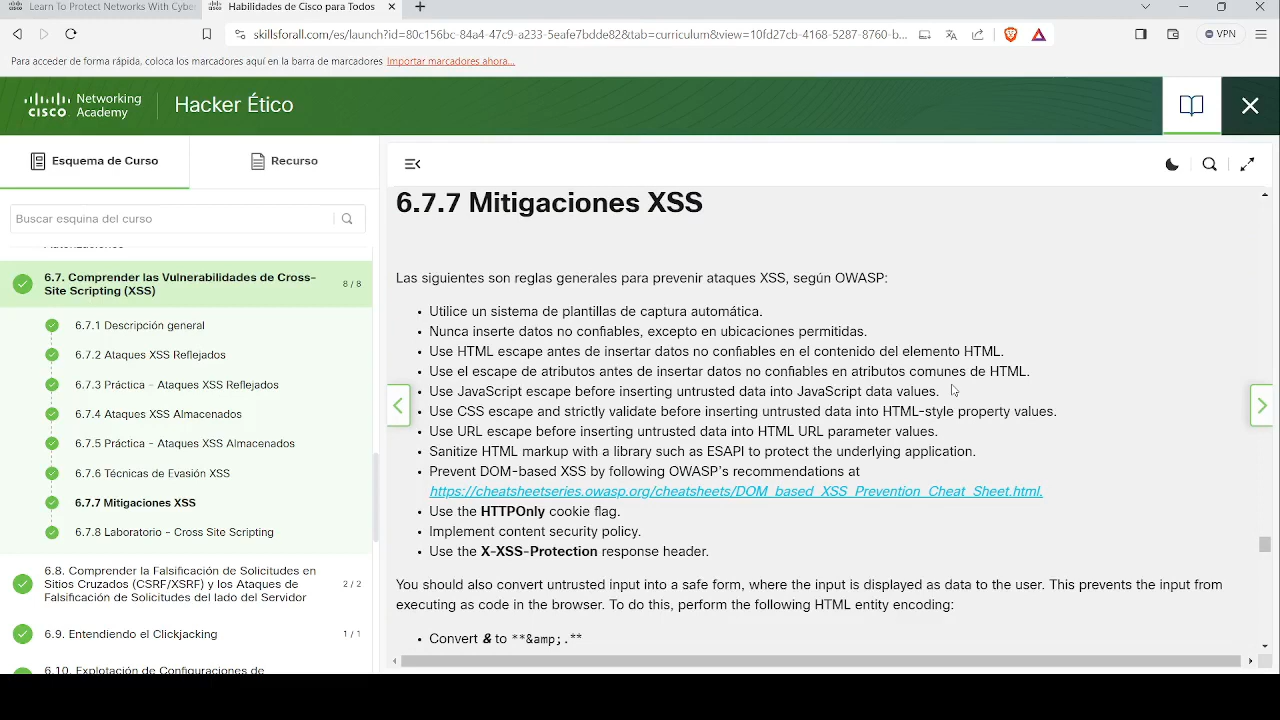 Learn To Protect Networks With Cybe
Habilidades de Cisco para Todos
skillsforall.com/es/launch?id=80c156bc-84a4-47c9-a233-5eafe7bdde82&tab=curriculum&view=10fd27cb-4168-5287-8760-b...
VPN
Para acceder de forma rápida, coloca los marcadores aquí en la barra de marcadores Importar marcadores ahora...
CISCO Networking Academy
Hacker Ético
Esquema de Curso
Recurso
Buscar esquina del curso
6.7. Comprender las Vulnerabilidades de Cross-
Site Scripting (XSS)
8 / 8
6.7.1 Descripción general
6.7.2 Ataques XSS Reflejados
6.7.3 Práctica - Ataques XSS Reflejados
6.7.4 Ataques XSS Almacenados
6.7.5 Práctica - Ataques XSS Almacenados
6.7.6 Técnicas de Evasión XSS
6.7.7 Mitigaciones XSS
6.7.8 Laboratorio - Cross Site Scripting
6.8. Comprender la Falsificación de Solicitudes en
Sitios Cruzados (CSRF/XSRF) y los Ataques de
Falsificación de Solicitudes del lado del Servidor
2 / 2
6.9. Entendiendo el Clickjacking
1 / 1
6.10. Explotación de Configuraciones de
6.7.7 Mitigaciones XSS
Las siguientes son reglas generales para prevenir ataques XSS, según OWASP:
• Utilice un sistema de plantillas de captura automática.
• Nunca inserte datos no confiables, excepto en ubicaciones permitidas.
• Use HTML escape antes de insertar datos no confiables en el contenido del elemento HTML.
• Use el escape de atributos antes de insertar datos no confiables en atributos comunes de HTML.
• Use JavaScript escape before inserting untrusted data into JavaScript data values.
• Use CSS escape and strictly validate before inserting untrusted data into HTML-style property values.
• Use URL escape before inserting untrusted data into HTML URL parameter values.
• Sanitize HTML markup with a library such as ESAPI to protect the underlying application.
• Prevent DOM-based XSS by following OWASP's recommendations at
https://cheatsheetseries.owasp.org/cheatsheets/DOM_based_XSS_Prevention_Cheat_Sheet.html.
• Use the HTTPOnly cookie flag.
• Implement content security policy.
• Use the X-XSS-Protection response header.
You should also convert untrusted input into a safe form, where the input is displayed as data to the user. This prevents the input from
executing as code in the browser. To do this, perform the following HTML entity encoding:
• Convert & to **&amp;.**